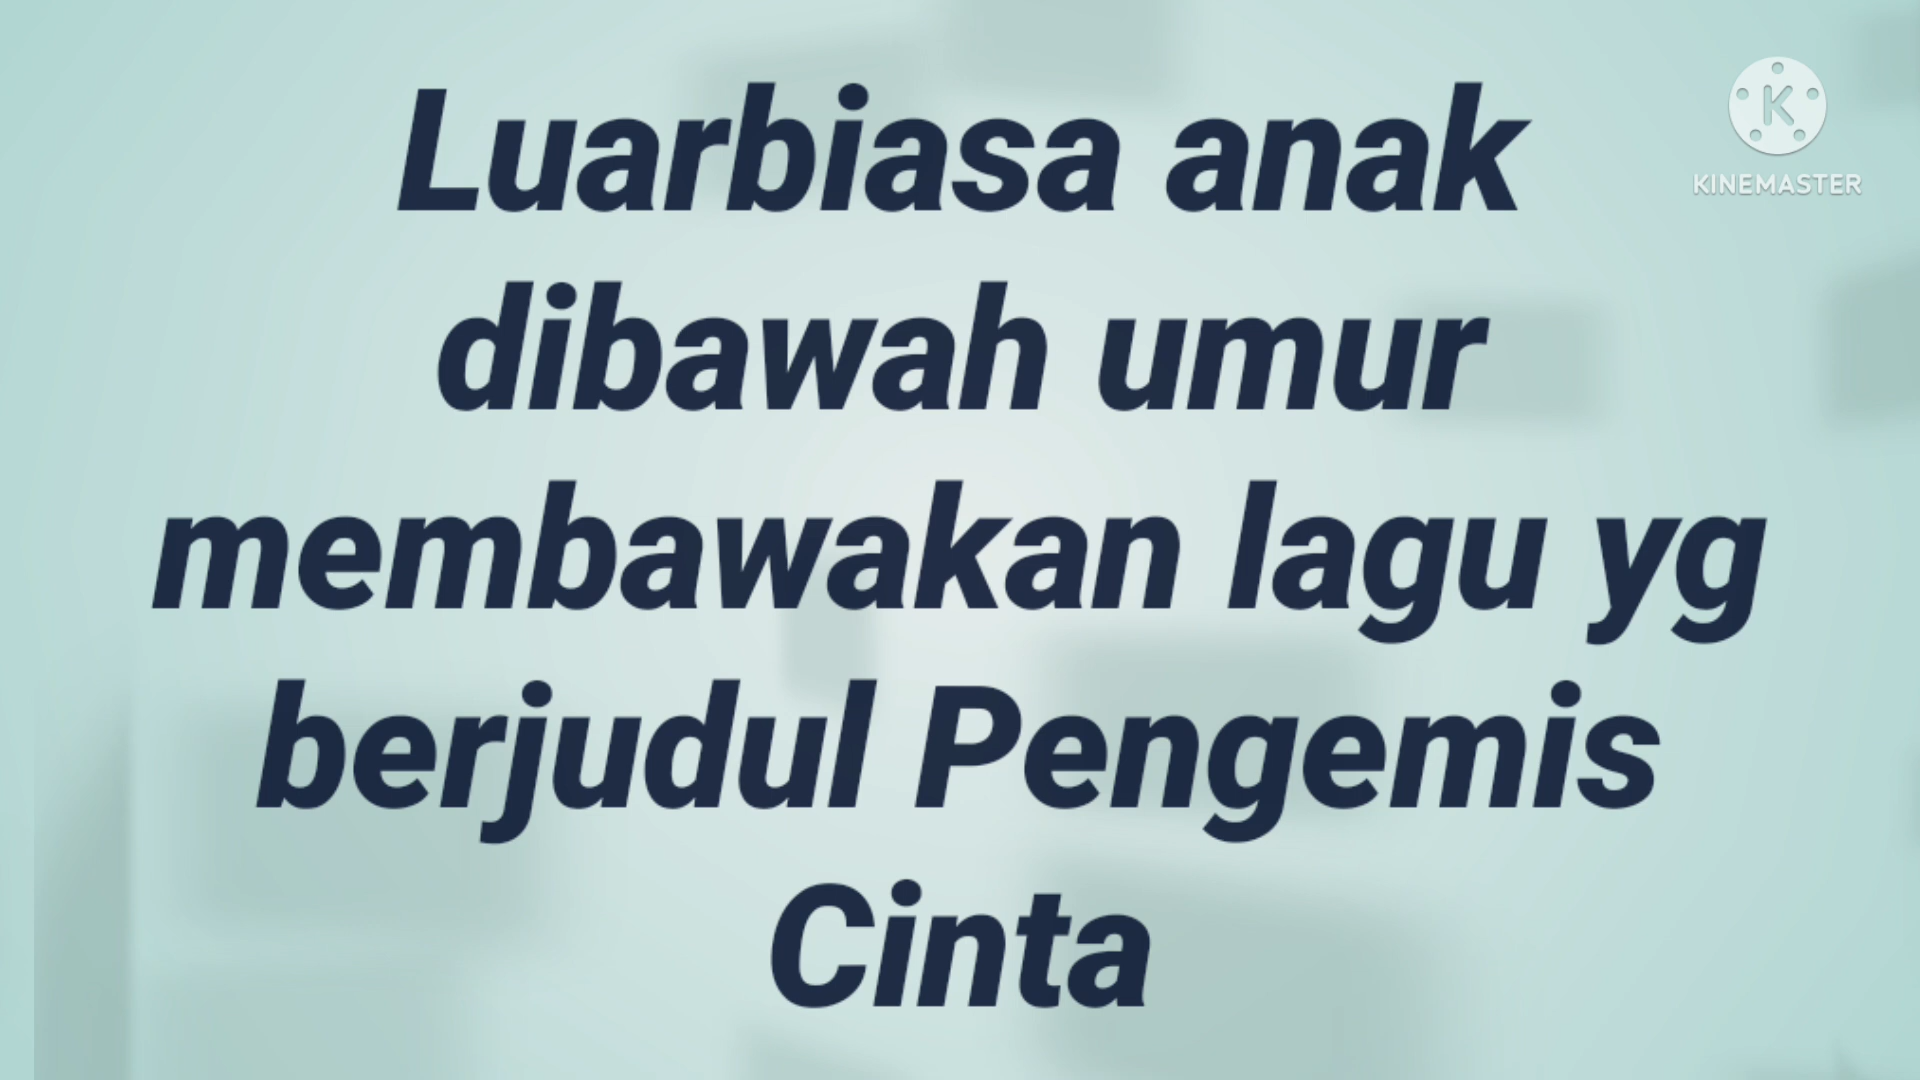 Luarbiasa anak
dibawah umur
membawakan lagu yg
berjudul Pengemis
Cinta
K
KINEMASTER